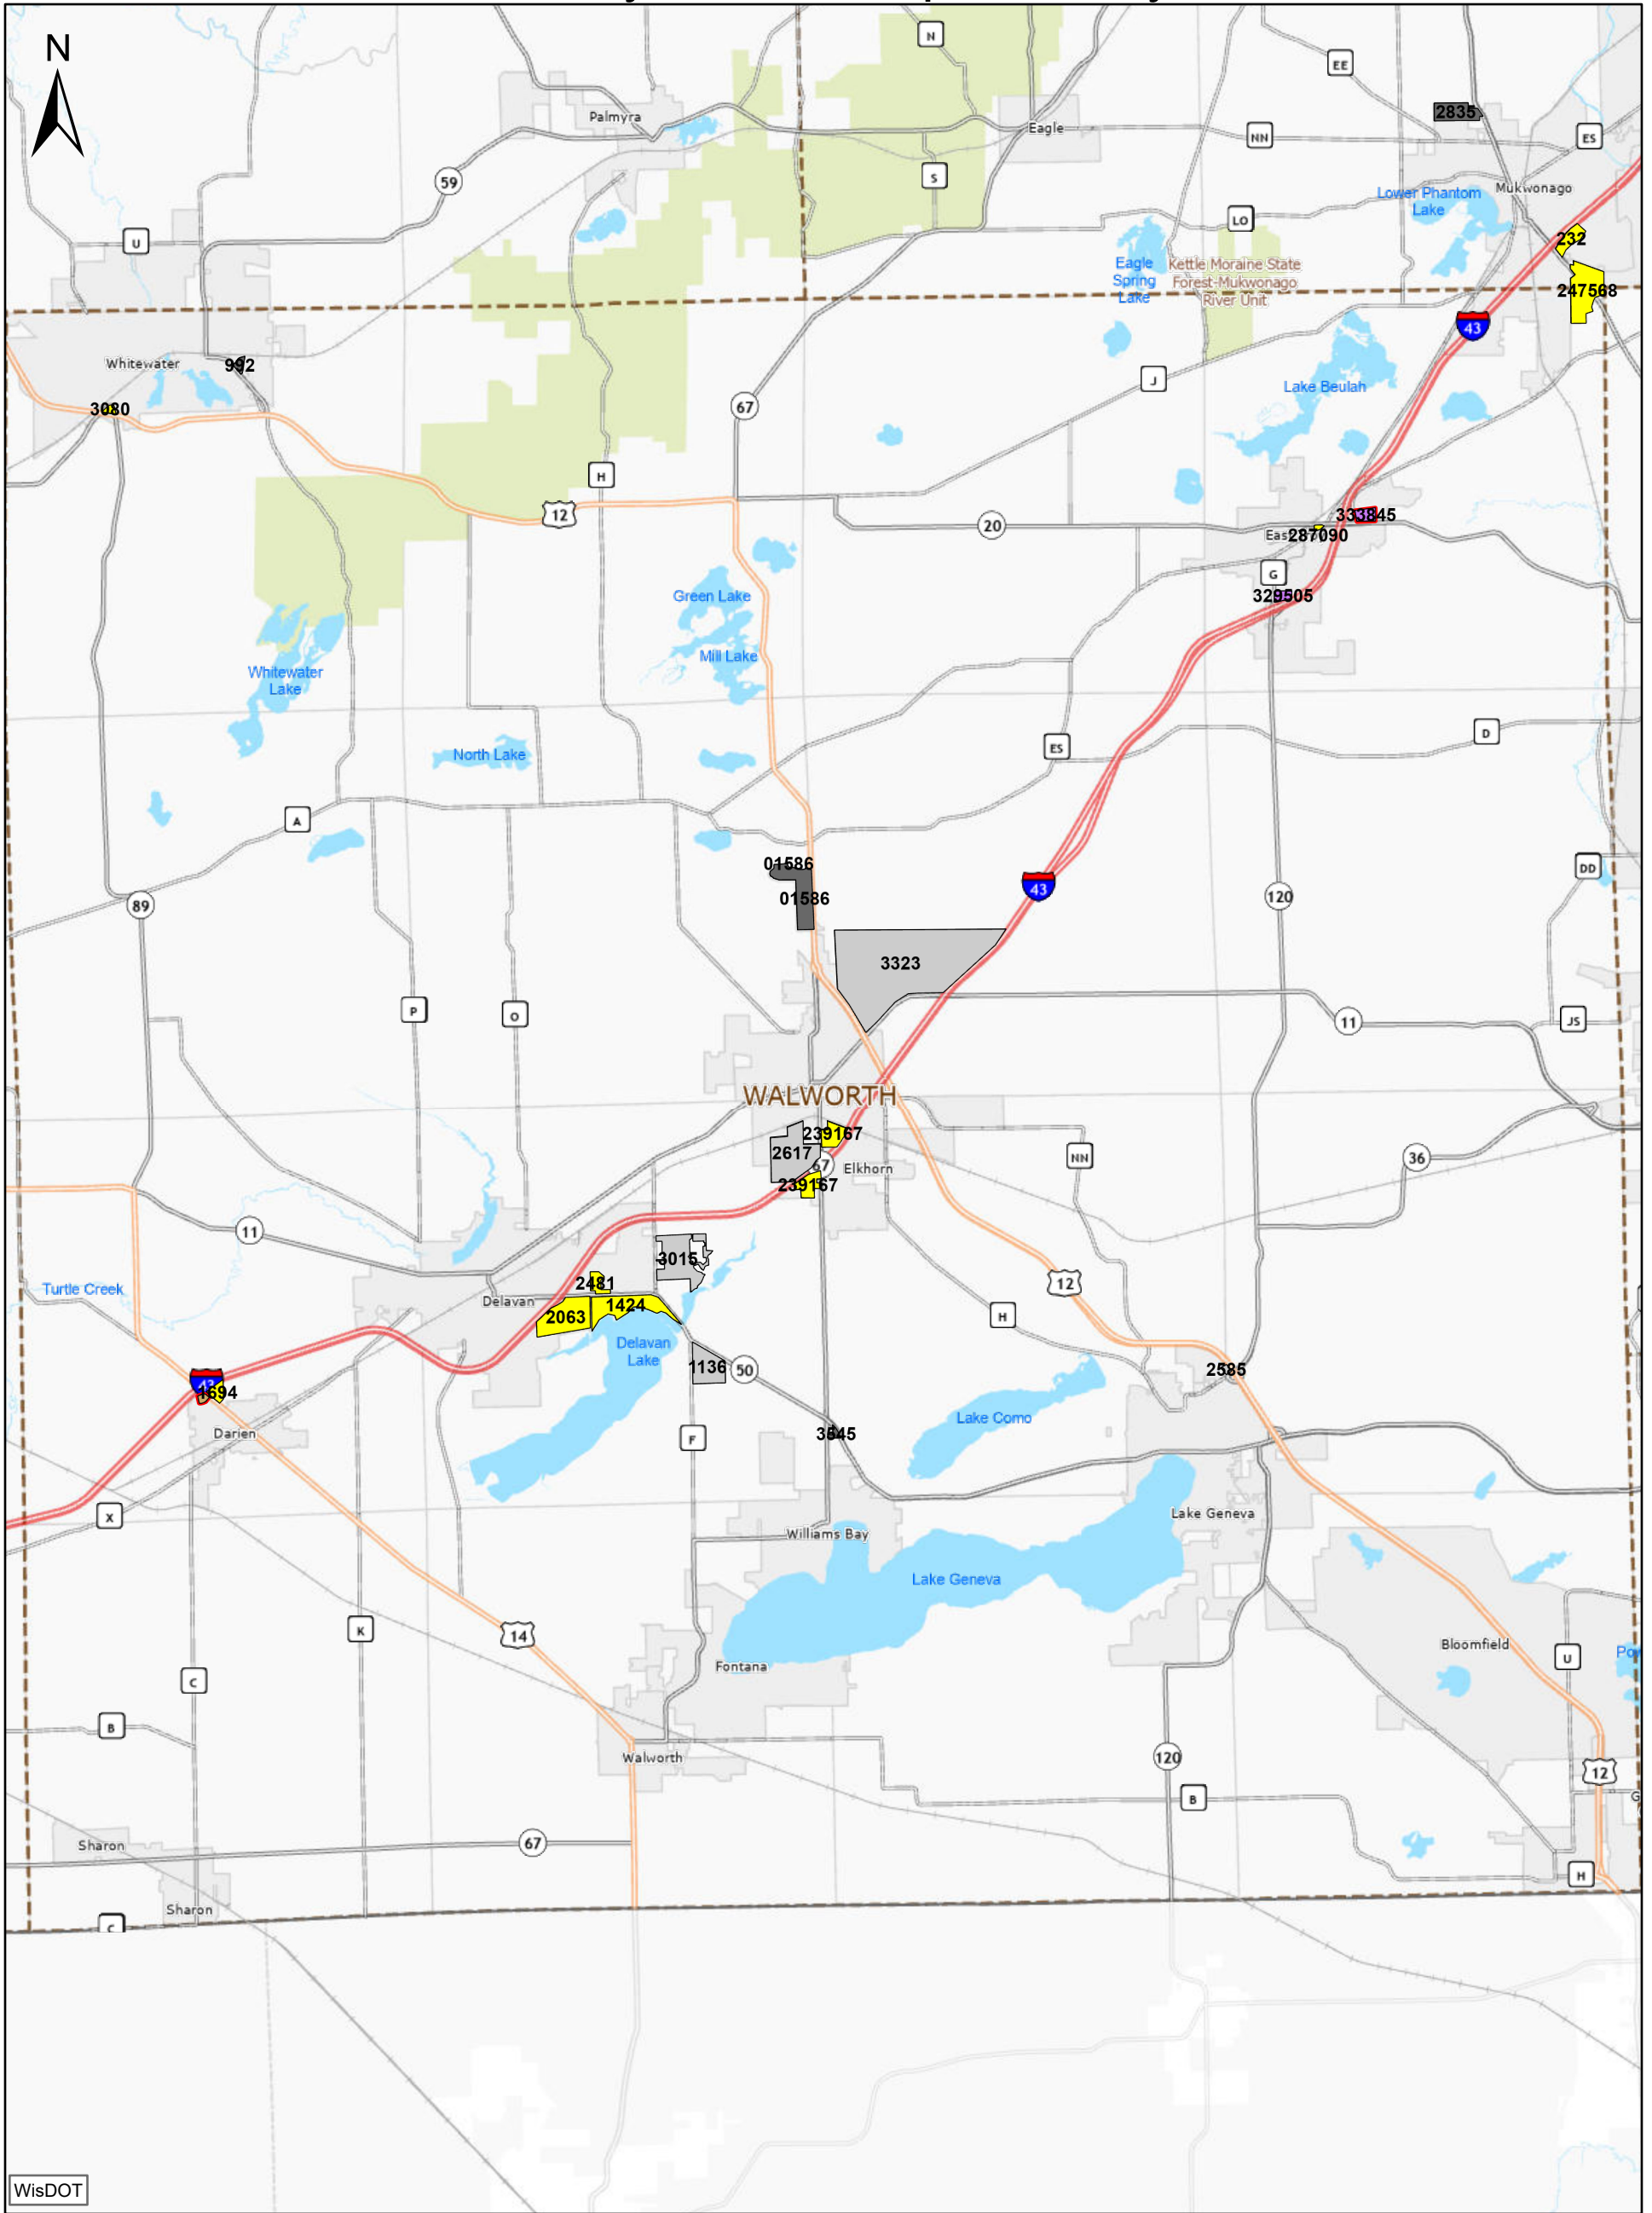 N
N
EE
2835
Palmyra
Eagle
NN
ES
59
S
Mukwonago
Lower Phantom
Lake
LO
U
232
Eagle
Spring
Lake
Kettle Moraine State
Forest-Mukwonago
River Unit
247568
43
Whitewater
992
J
Lake Beulah
3080
67
H
12
20
333845
287090
G
329505
Green Lake
Mill Lake
Whitewater
Lake
North Lake
ES
D
A
01586
01586
43
DD
89
120
3323
P
O
11
JS
WALWORTH
239167
2617
67
Elkhorn
NN
36
239167
11
3015
Turtle Creek
2481
12
Delavan
2063
1424
H
Delavan
Lake
1136
50
2585
1694
Darien
Lake Como
F
X
Lake Geneva
Williams Bay
Lake Geneva
K
14
Bloomfield
U
Fontana
C
B
Walworth
120
12
B
Sharon
67
H
Sharon
C
WisDOT